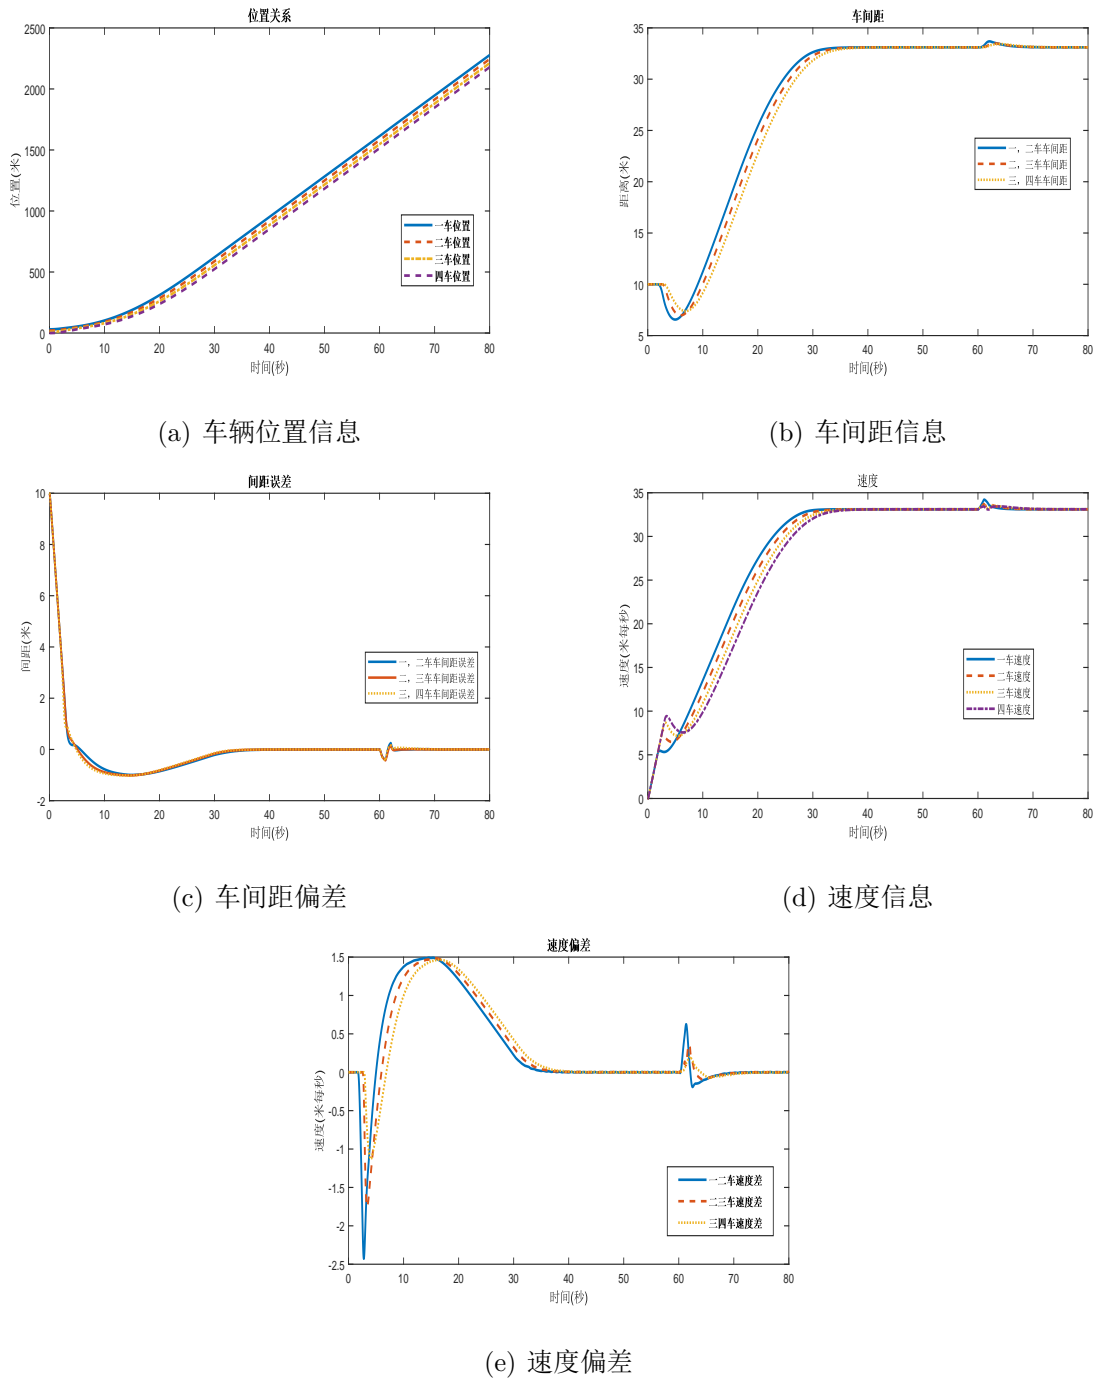 位置关系
2500
2000
1500
1000
500
0
0 10 20 30 40 50 60 70 80
位置(米)
时间(秒)
一车位置
二车位置
三车位置
四车位置
(a) 车辆位置信息
车间距
35
30
25
20
15
10
5
0 10 20 30 40 50 60 70 80
距离(米)
时间(秒)
一，二车车间距
二，三车车间距
三，四车车间距
(b) 车间距信息
间距误差
10
8
6
4
2
0
-2
0 10 20 30 40 50 60 70 80
间距(米)
时间(秒)
一，二车车间距误差
二，三车车间距误差
三，四车车间距误差
(c) 车间距偏差
速度
35
30
25
20
15
10
5
0
0 10 20 30 40 50 60 70 80
速度(米每秒)
时间(秒)
一车速度
二车速度
三车速度
四车速度
(d) 速度信息
速度偏差
1.5
1
0.5
0
-0.5
-1
-1.5
-2
-2.5
0 10 20 30 40 50 60 70 80
速度(米每秒)
时间(秒)
一二车速度差
二三车速度差
三四车速度差
(e) 速度偏差